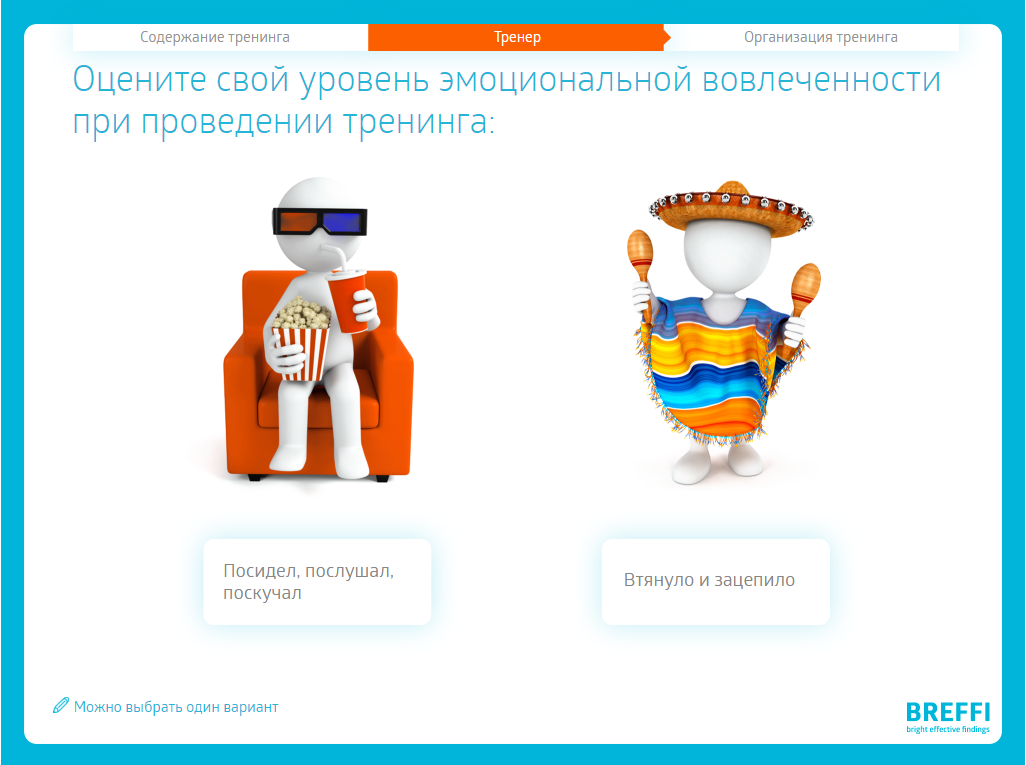 Содержание тренинга
Тренер
Организация тренинга
Оцените свой уровень эмоциональной вовлеченности
при проведении тренинга:
Посидел, послушал,
поскучал
Втянуло и зацепило
Можно выбрать один вариант
BREFFI
bright effective findings